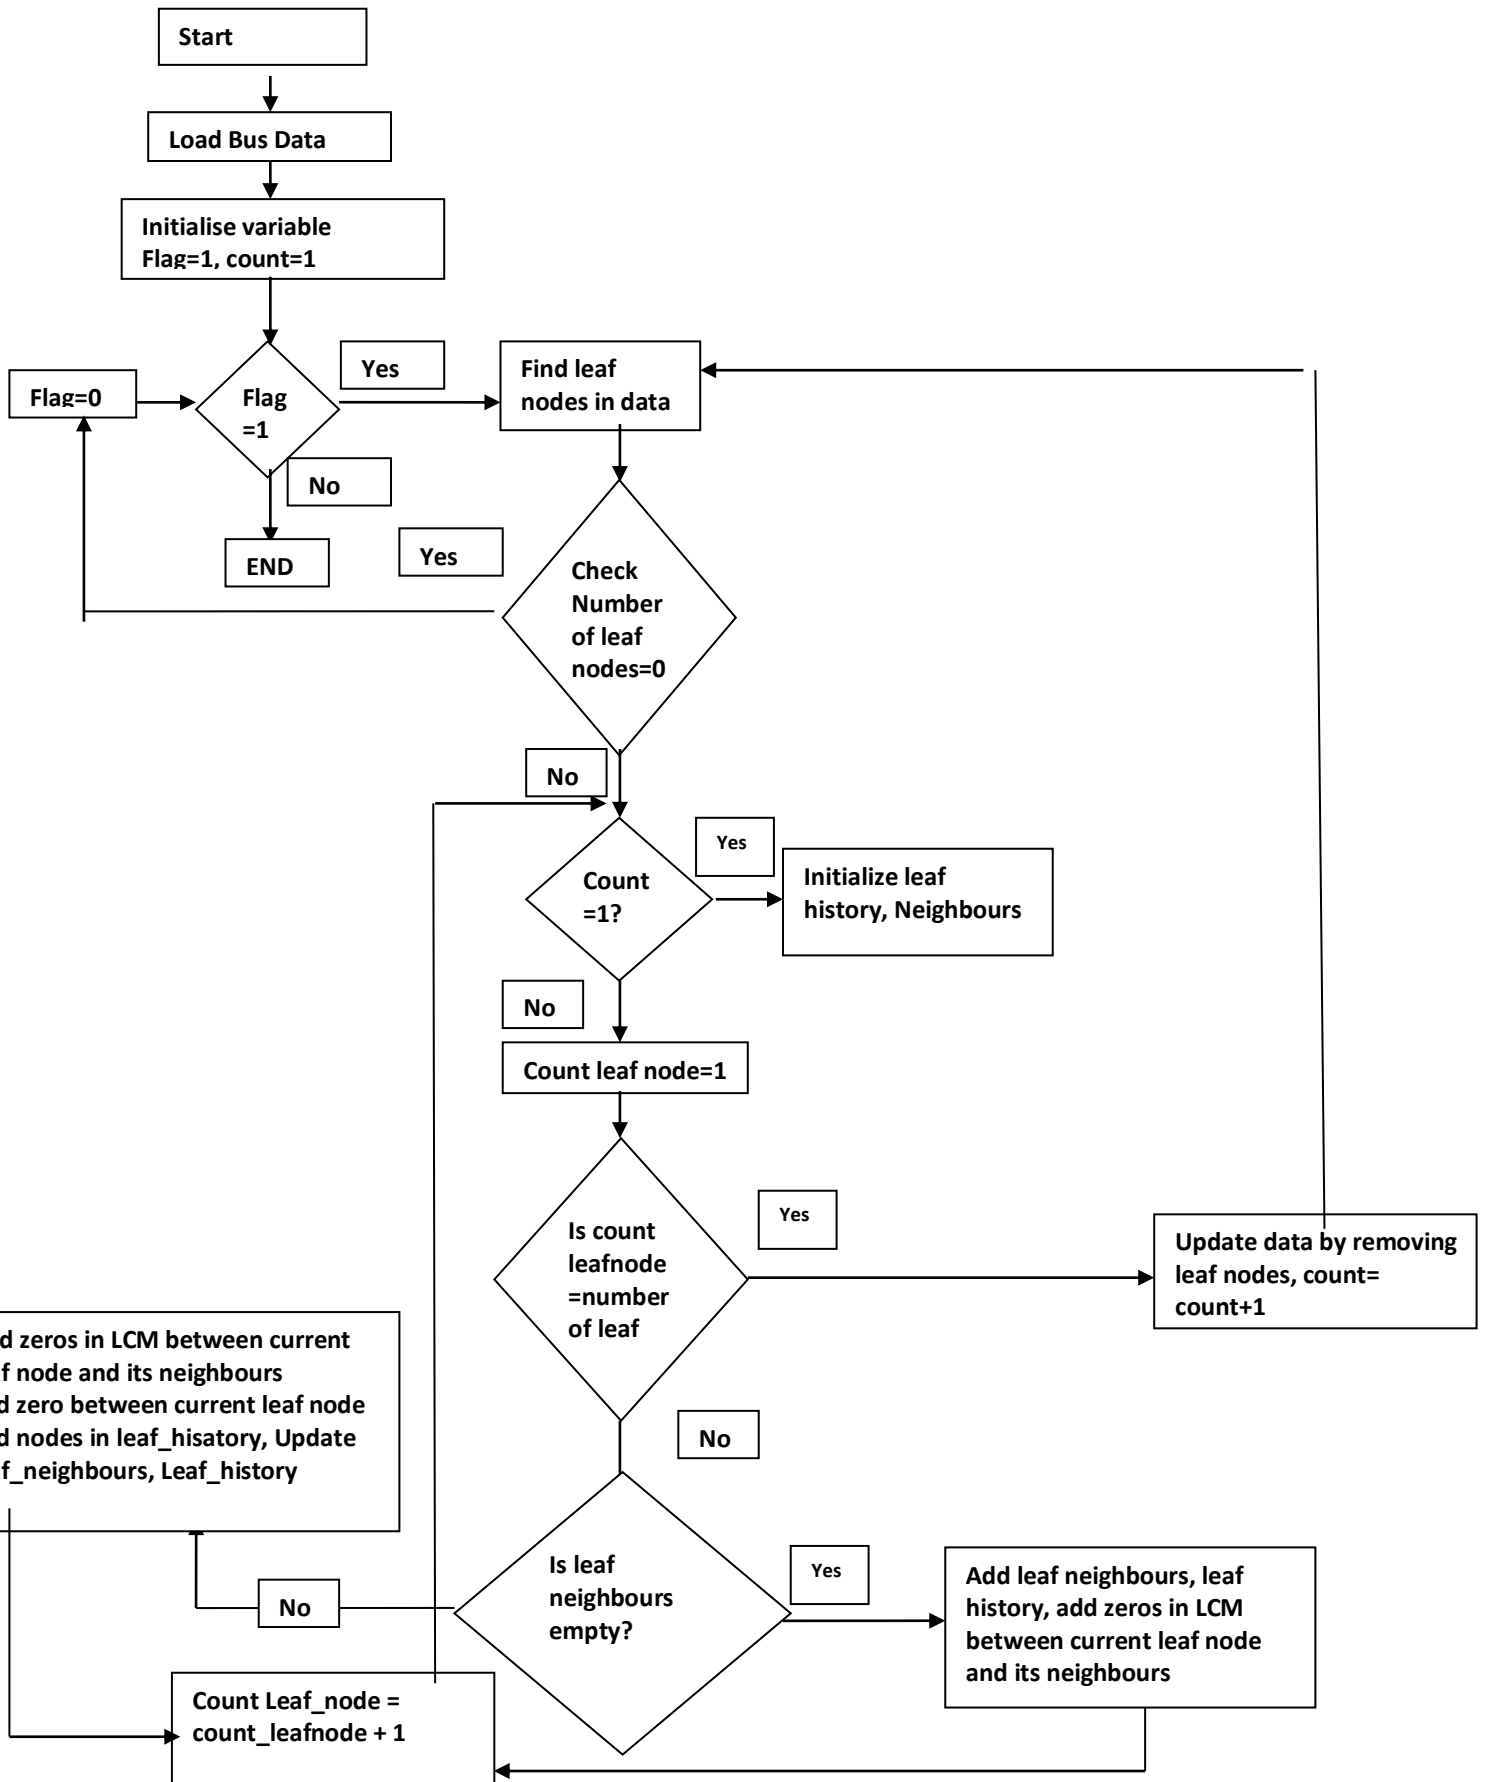 Start
Load Bus Data
Initialise variable
Flag=1, count=1
Flag=0
Flag
=1
Yes
Find leaf
nodes in data
No
END
Yes
Check
Number
of leaf
nodes=0
No
Count
=1?
Yes
Initialize leaf
history, Neighbours
No
Count leaf node=1
Is count
leafnode
=number
of leaf
Yes
Update data by removing
leaf nodes, count=
count+1
No
d zeros in LCM between current
f node and its neighbours
d zero between current leaf node
d nodes in leaf_hisatory, Update
f_neighbours, Leaf_history
Is leaf
neighbours
empty?
No
Yes
Add leaf neighbours, leaf
history, add zeros in LCM
between current leaf node
and its neighbours
Count Leaf_node =
count_leafnode + 1